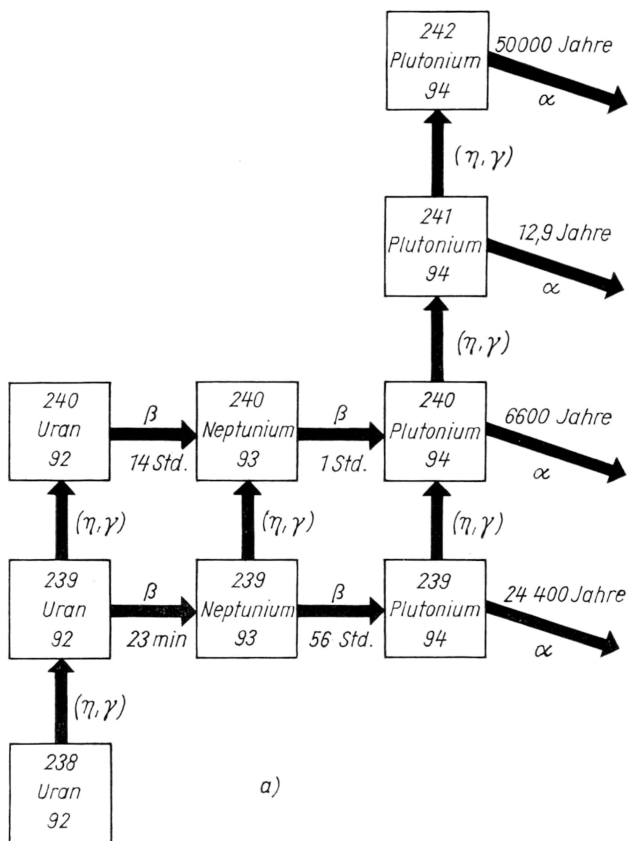 242
Plutonium
94
50000 Jahre
α
(η, γ)
241
Plutonium
94
12,9 Jahre
α
(η, γ)
240
Uran
92
β
14 Std.
240
Neptunium
93
β
1 Std.
240
Plutonium
94
6600 Jahre
α
(η, γ)
(η, γ)
(η, γ)
239
Uran
92
β
23 min
239
Neptunium
93
β
56 Std.
239
Plutonium
94
24 400 Jahre
α
(η, γ)
238
Uran
92
a)